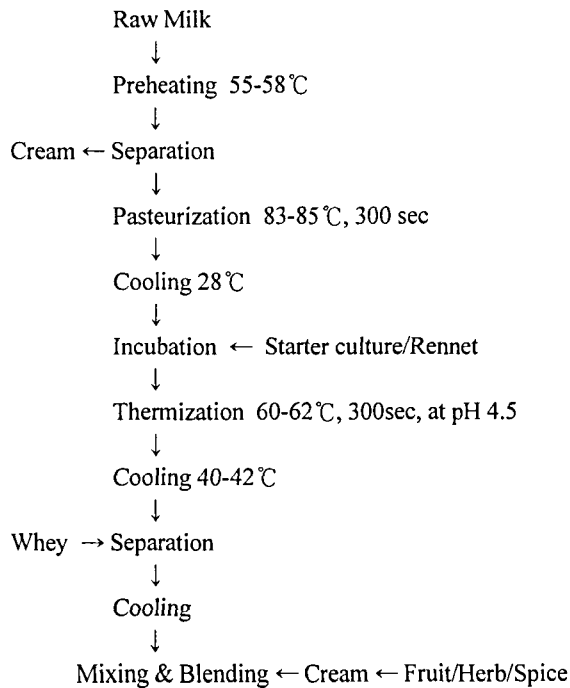 Raw Milk
↓
Preheating 55-58℃
↓
Cream ← Separation
↓
Pasteurization 83-85℃, 300 sec
↓
Cooling 28℃
↓
Incubation ← Starter culture/Rennet
↓
Thermization 60-62℃, 300sec, at pH 4.5
↓
Cooling 40-42℃
↓
Whey → Separation
↓
Cooling
↓
Mixing & Blending ← Cream ← Fruit/Herb/Spice